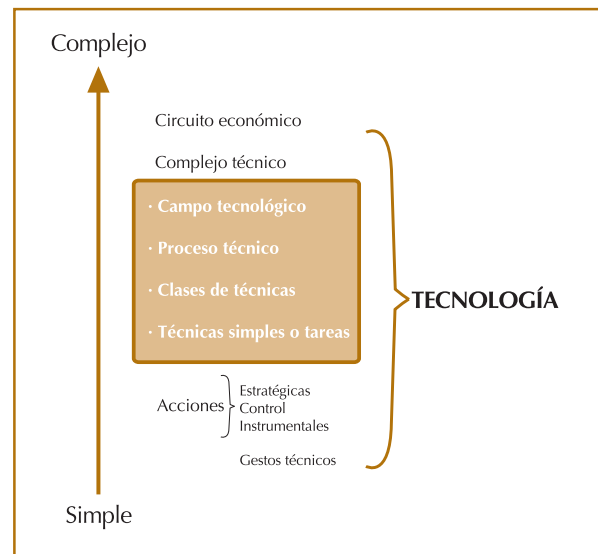 Complejo
Circuito económico
Complejo técnico
· Campo tecnológico
· Proceso técnico
· Clases de técnicas
· Técnicas simples o tareas
TECNOLOGÍA
Acciones
Estratégicas
Control
Instrumentales
Gestos técnicos
Simple